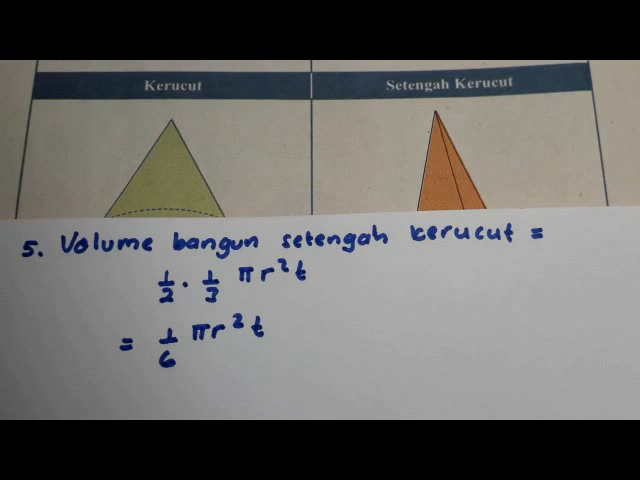 Kerucut
Setengah Kerucut
5. Volume bangun setengah kerucut =
1/2 · 1/3 πr²t
= 1/6 πr²t